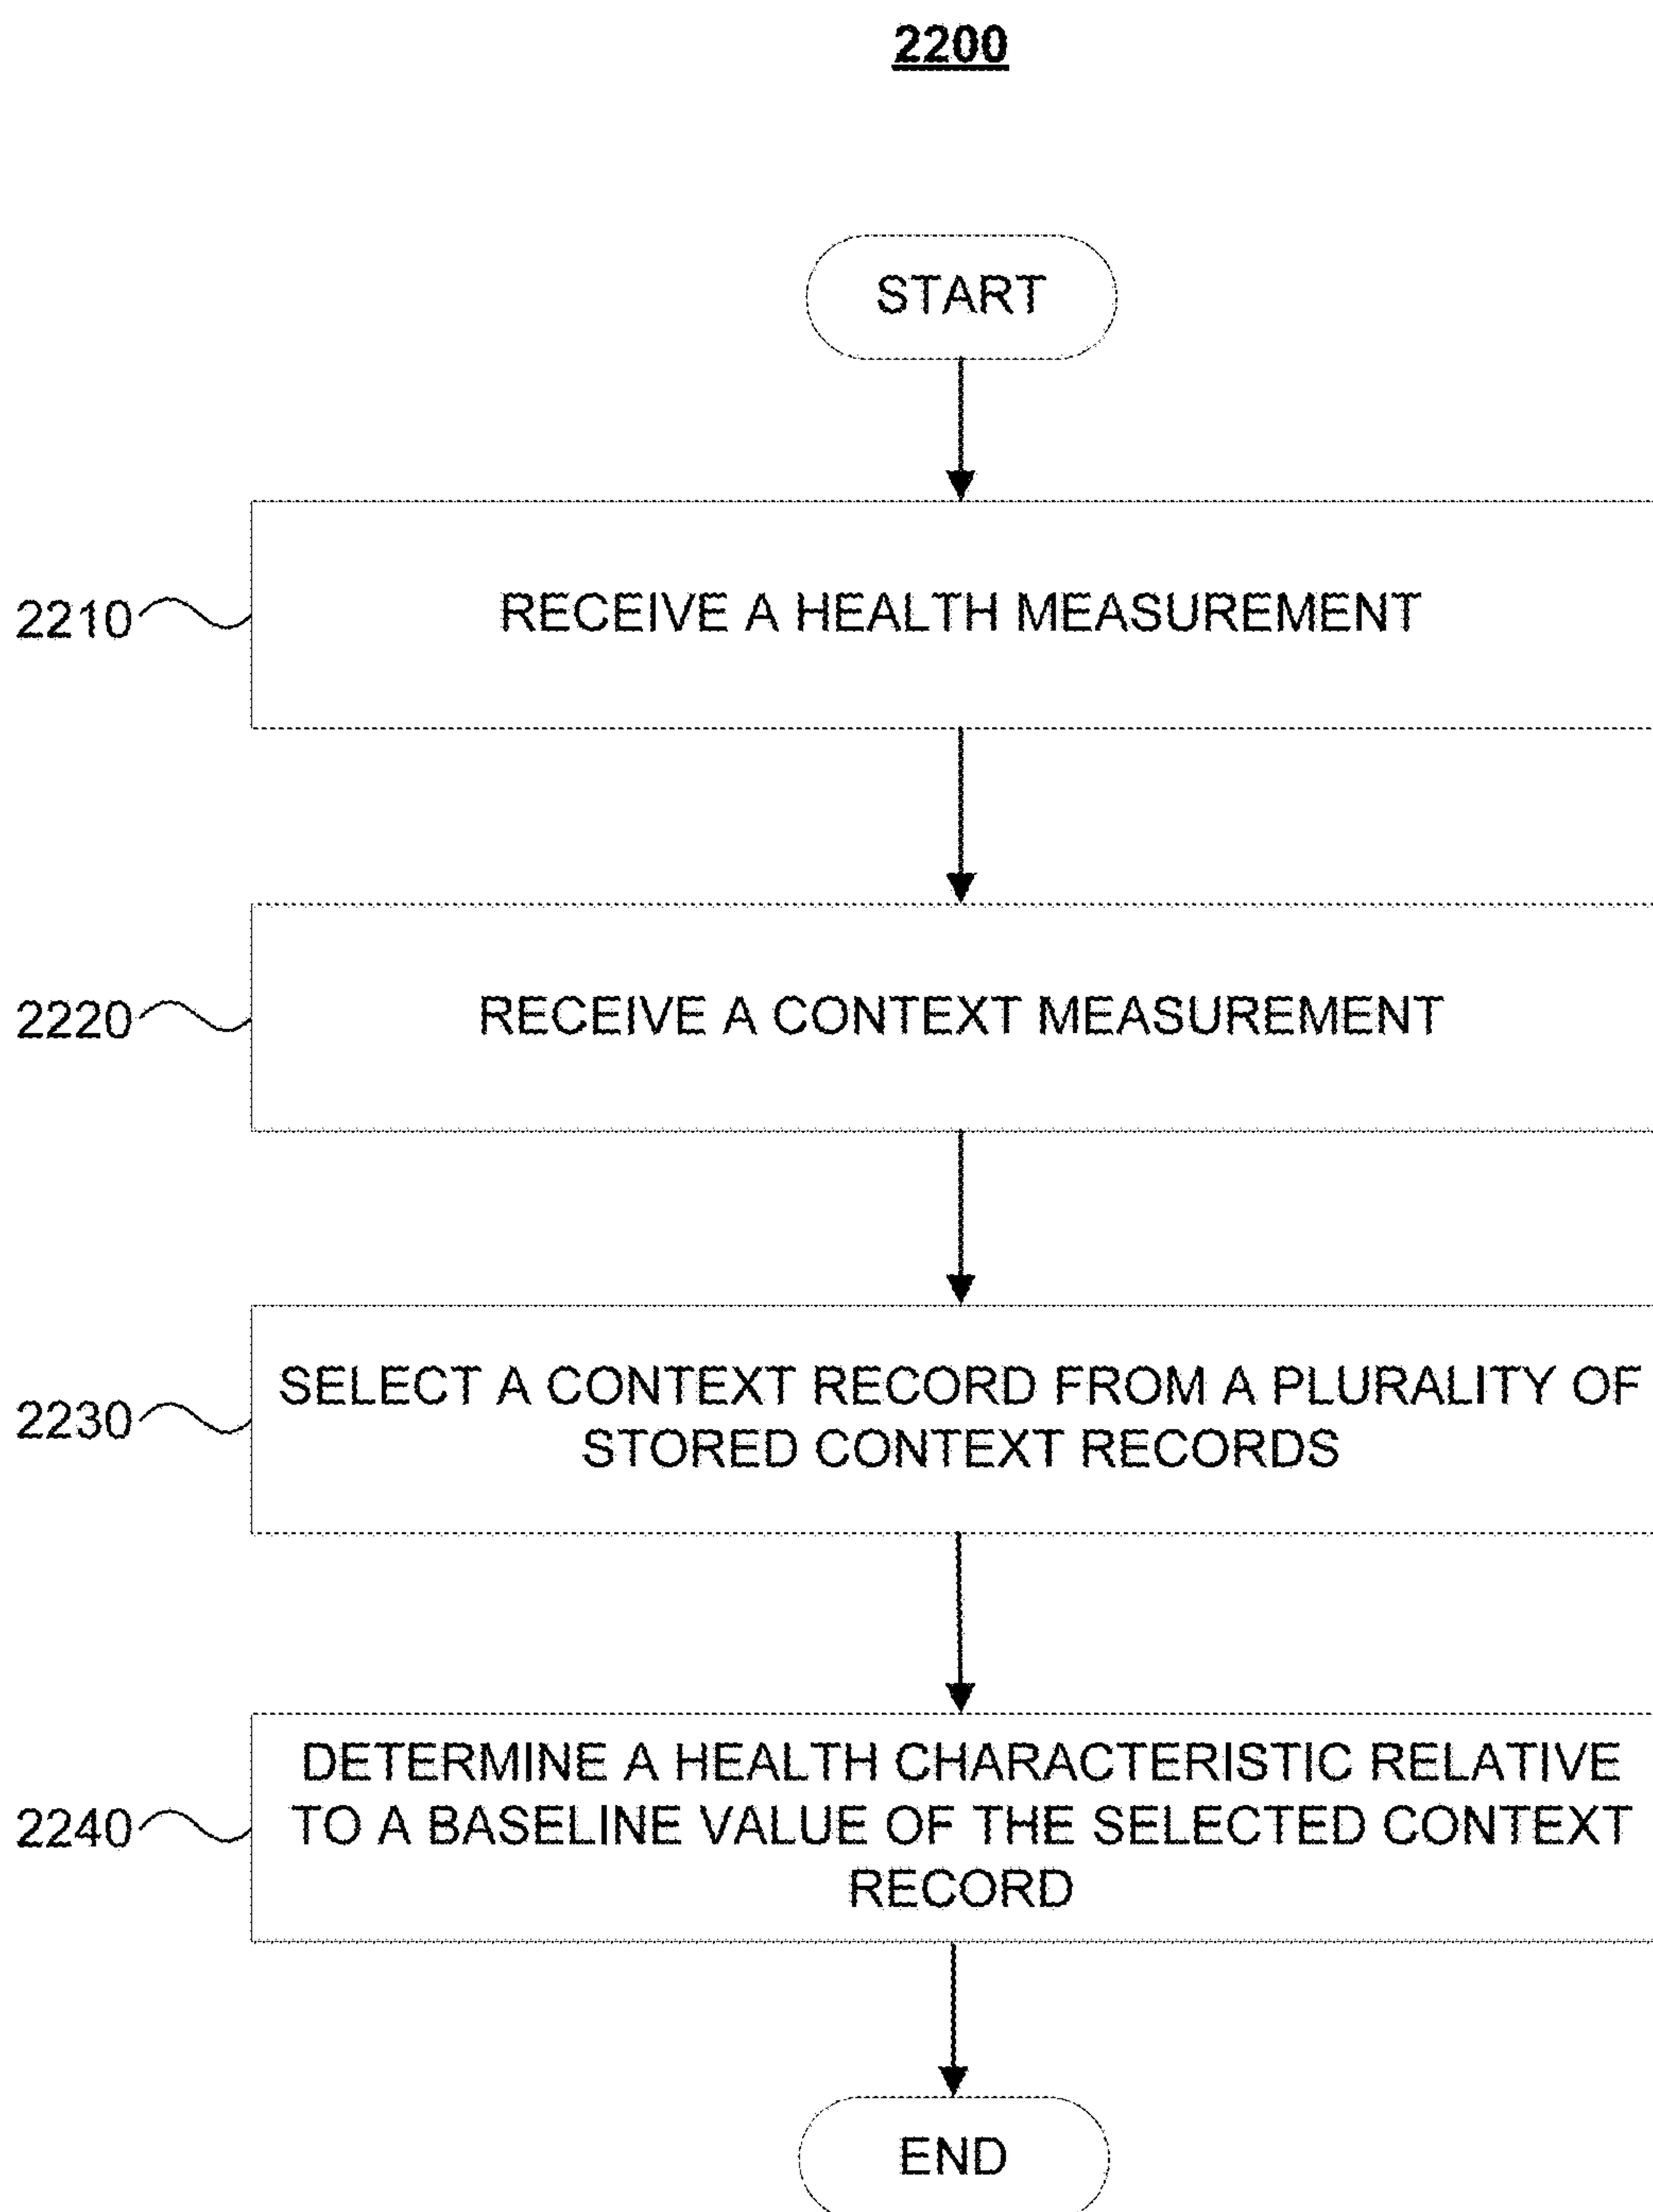 2200
START
2210
RECEIVE A HEALTH MEASUREMENT
2220
RECEIVE A CONTEXT MEASUREMENT
2230
SELECT A CONTEXT RECORD FROM A PLURALITY OF
STORED CONTEXT RECORDS
2240
DETERMINE A HEALTH CHARACTERISTIC RELATIVE
TO A BASELINE VALUE OF THE SELECTED CONTEXT
RECORD
END